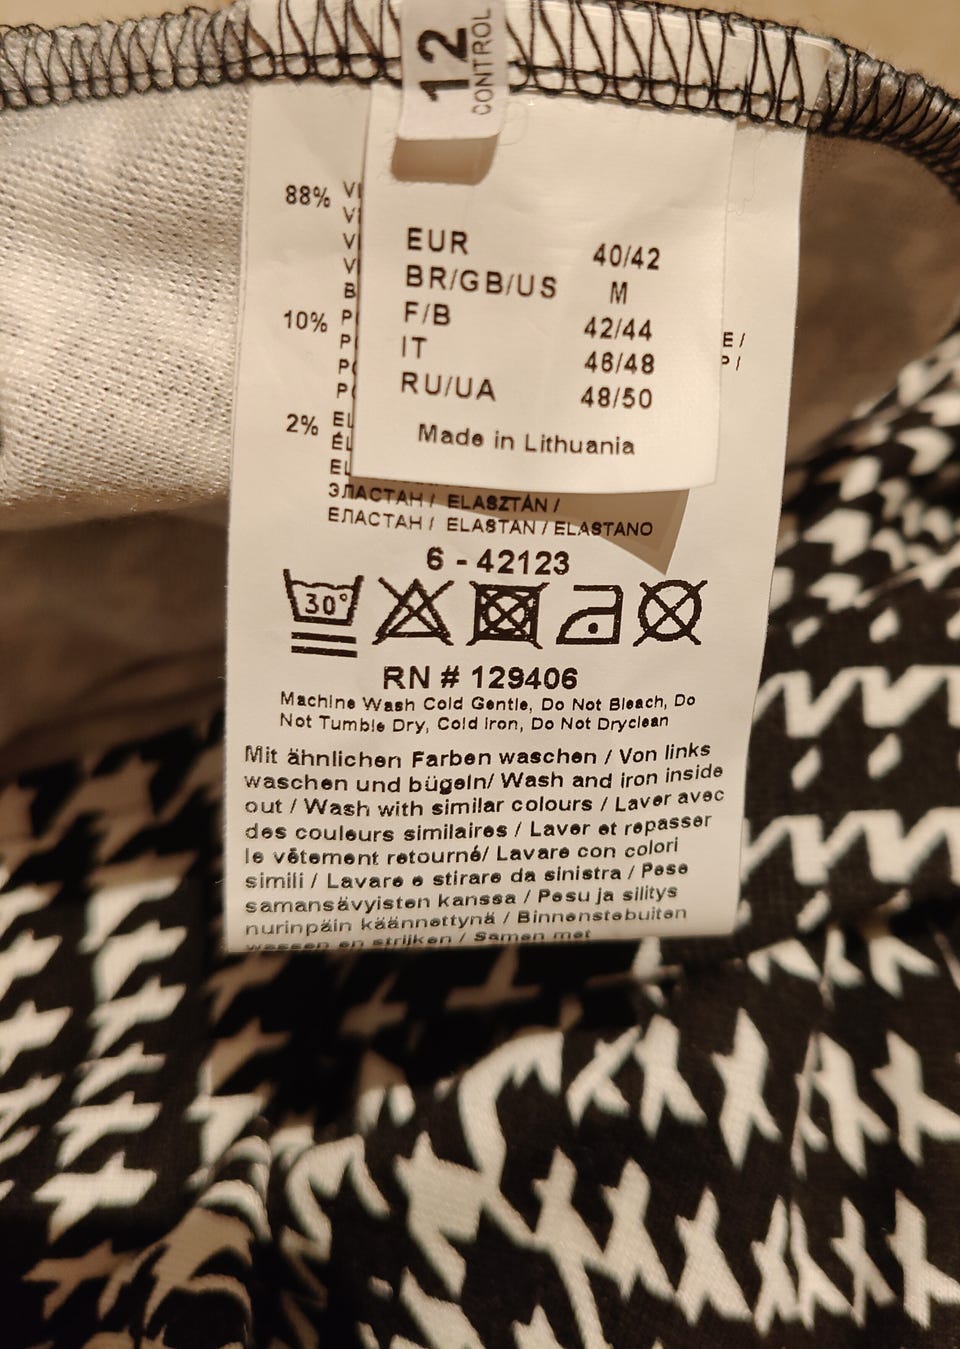 12
CONTROL
EUR 40/42
BR/GB/US M
F/B 42/44
IT 46/48
RU/UA 48/50
Made in Lithuania
88%
10%
2%
ЭЛАСТАН / ELASZTÁN /
ЕЛАСТАН / ELASTAN / ELASTANO
6 - 42123
30°
RN # 129406
Machine Wash Cold Gentle, Do Not Bleach, Do
Not Tumble Dry, Cold Iron, Do Not Dryclean
Mit ähnlichen Farben waschen / Von links
waschen und bügeln/ Wash and iron inside
out / Wash with similar colours / Laver avec
des couleurs similaires / Laver et repasser
le vêtement retourné/ Lavare con colori
simili / Lavare e stirare da sinistra / Pese
samansävyisten kanssa / Pesu ja silitys
nurinpäin käännettynä / Binnenstebuiten
wassen en strijken / Samen met